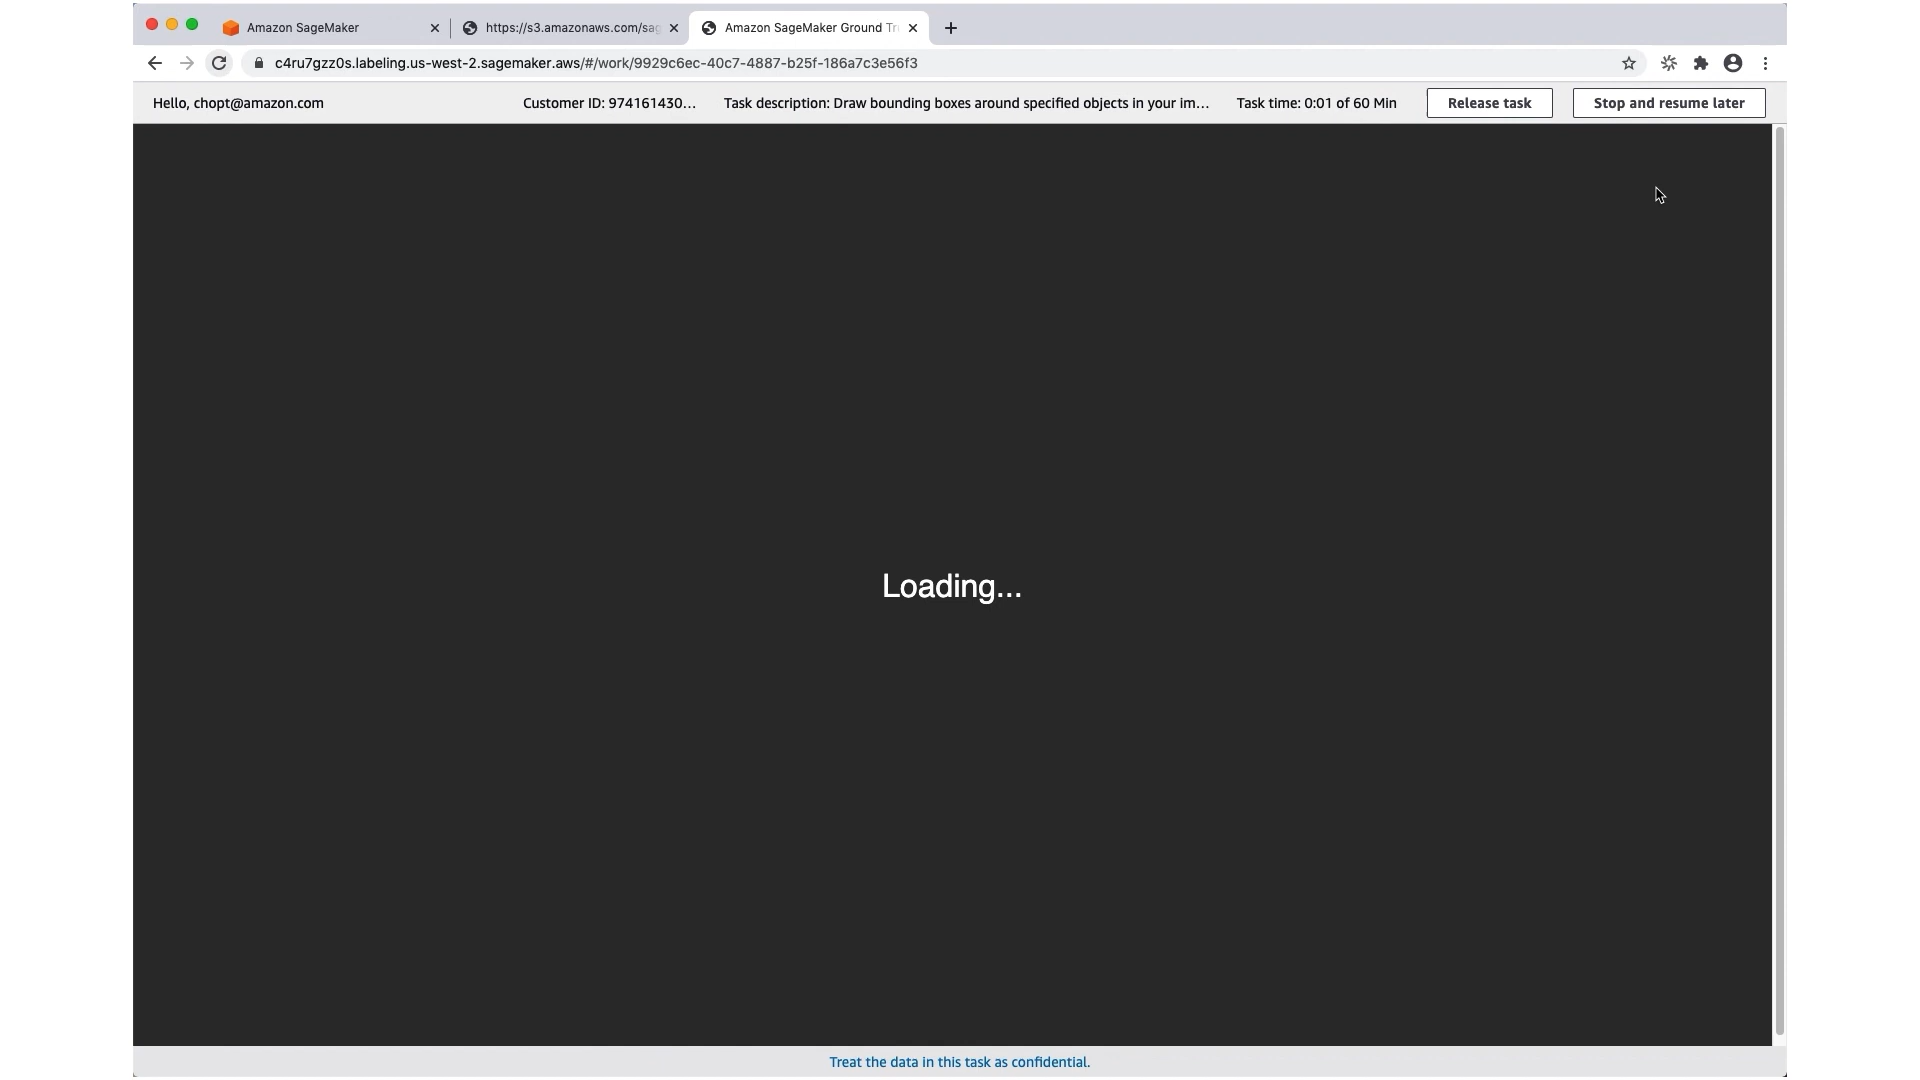 Amazon SageMaker
https://s3.amazonaws.com/sag
Amazon SageMaker Ground Tr
c4ru7gzz0s.labeling.us-west-2.sagemaker.aws/#/work/9929c6ec-40c7-4887-b25f-186a7c3e56f3
Hello, chopt@amazon.com
Customer ID: 974161430...
Task description: Draw bounding boxes around specified objects in your im...
Task time: 0:01 of 60 Min
Release task
Stop and resume later
Loading...
Treat the data in this task as confidential.